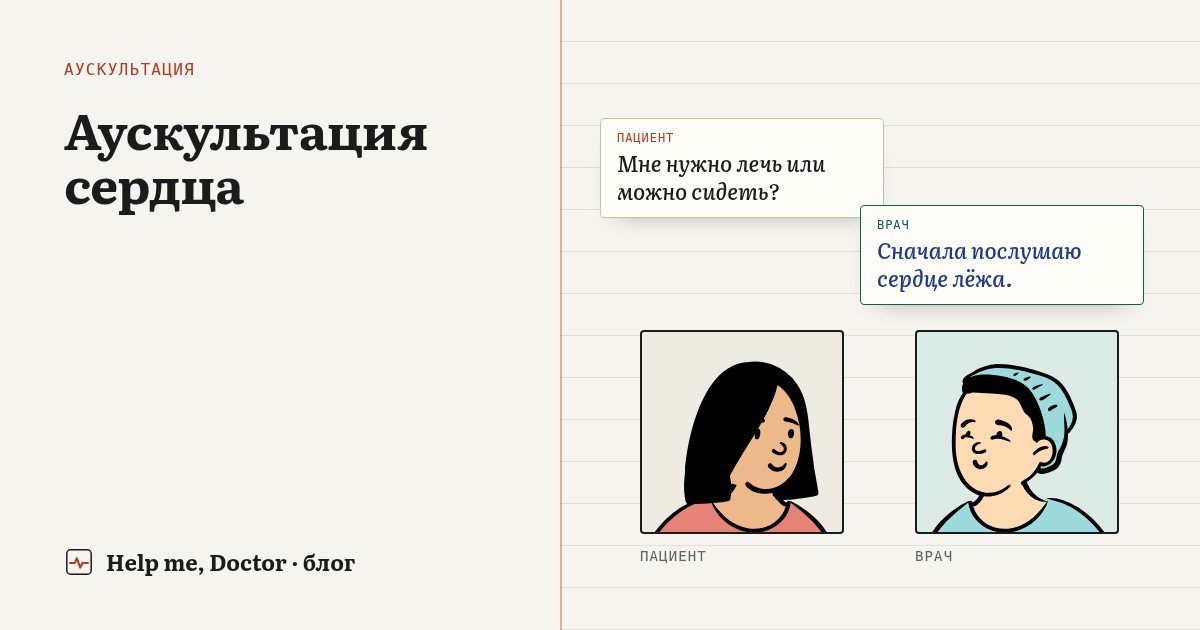 АУСКУЛЬТАЦИЯ
Аускультация
сердца
ПАЦИЕНТ
Мне нужно лечь или
можно сидеть?
ВРАЧ
Сначала послушаю
сердце лёжа.
ПАЦИЕНТ
ВРАЧ
Help me, Doctor · блог